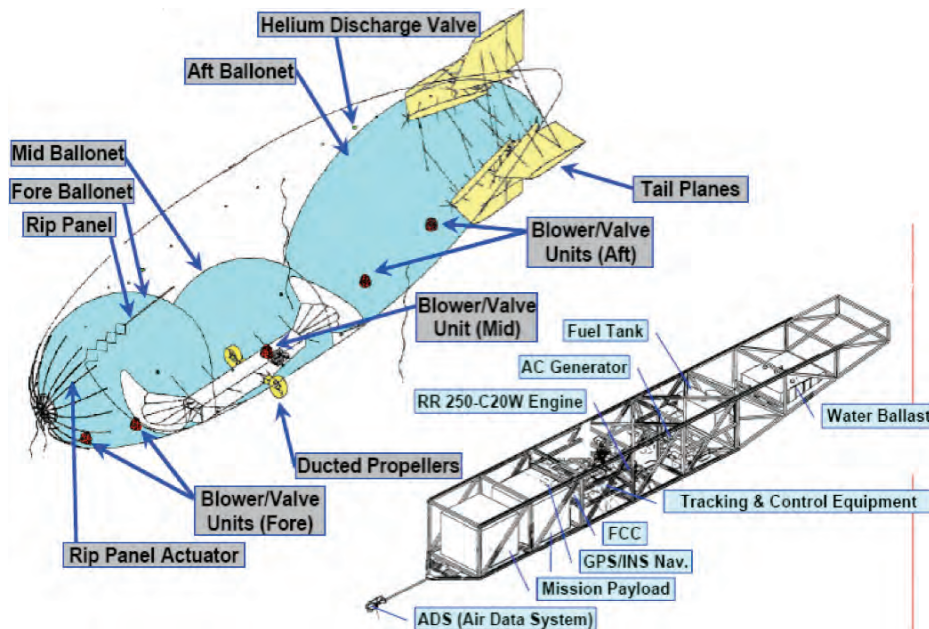 Helium Discharge Valve
Aft Ballonet
Mid Ballonet
Fore Ballonet
Rip Panel
Tail Planes
Blower/Valve
Units (Aft)
Blower/Valve
Unit (Mid)
Ducted Propellers
Blower/Valve
Units (Fore)
Rip Panel Actuator
Fuel Tank
AC Generator
RR 250-C20W Engine
Water Ballast
Tracking & Control Equipment
FCC
GPS/INS Nav.
Mission Payload
ADS (Air Data System)